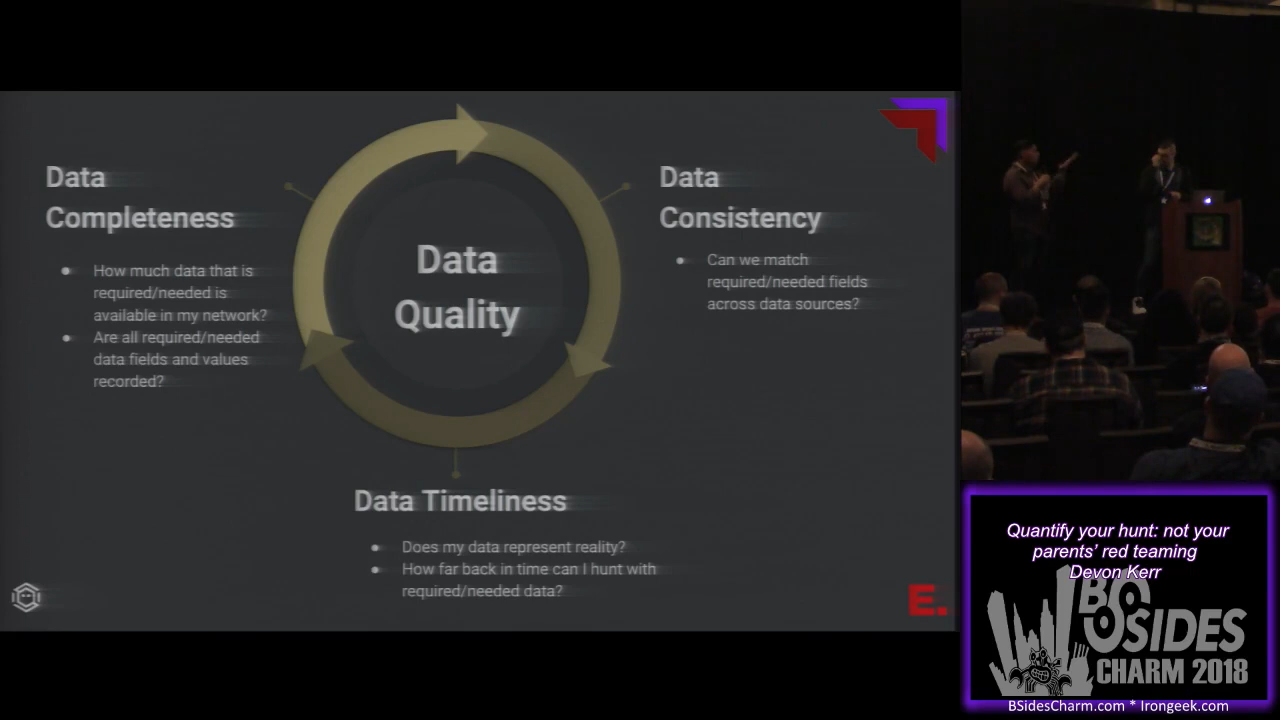 Data
Completeness
How much data that is
required/needed is
available in my network?
Are all required/needed
data fields and values
recorded?
Data
Quality
Data
Consistency
Can we match
required/needed fields
across data sources?
Data Timeliness
Does my data represent reality?
How far back in time can I hunt with
required/needed data?
E.
Quantify your hunt: not your
parents' red teaming
Devon Kerr
BSIDES
CHARM 2018
BSidesCharm.com * Irongeek.com